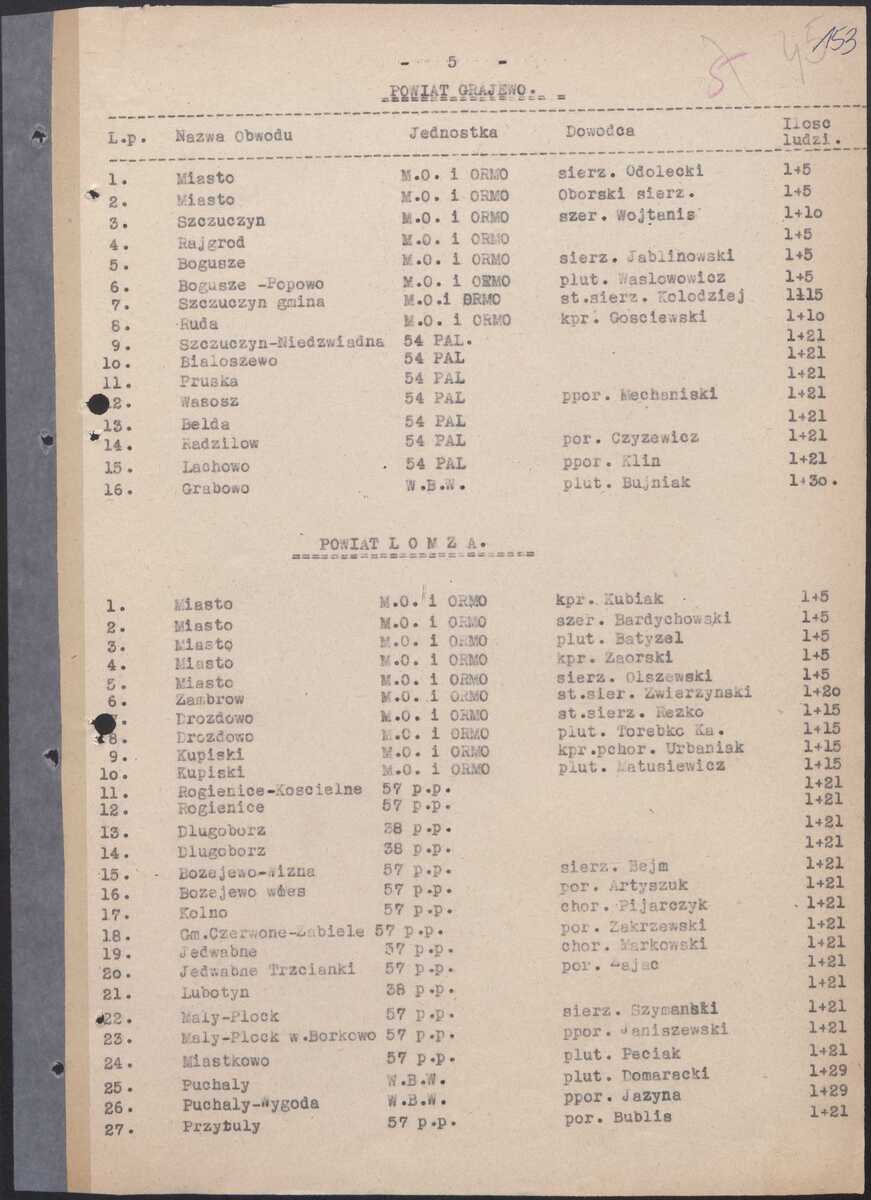 153
- 5 -
POWIAT GRAJEWO.
L.p. Nazwa Obwodu Jednostka Dowodca Ilosc ludzi.
1. Miasto M.O. i ORMO sierz. Odolecki 1+5
2. Miasto M.O. i ORMO Oborski sierz. 1+5
3. Szczuczyn M.O. i ORMO szer. Wojtanis 1+10
4. Rajgrod M.O. i ORMO 1+5
5. Bogusze M.O. i ORMO sierz. Jablinowski 1+5
6. Bogusze -Popowo M.O. i ORMO plut. Waslowowicz 1+5
7. Szczuczyn gmina M.O.i ORMO st.sierz. Kolodziej 1+15
8. Ruda M.O. i ORMO kpr. Gosciewski 1+10
9. Szczuczyn-Niedzwiadna 54 PAL. 1+21
10. Bialoszewo 54 PAL 1+21
11. Pruska 54 PAL 1+21
12. Wasosz 54 PAL ppor. Mechaniski 1+21
13. Belda 54 PAL 1+21
14. Radzilow 54 PAL por. Czyzewicz 1+21
15. Lachowo 54 PAL ppor. Klin 1+21
16. Grabowo W.B.W. plut. Bujniak 1+30.
POWIAT L O M Z A.
1. Miasto M.O. i ORMO kpr. Kubiak 1+5
2. Miasto M.O. i ORMO szer. Bardychowski 1+5
3. Miasto M.O. i ORMO plut. Batyzel 1+5
4. Miasto M.O. i ORMO kpr. Zaorski 1+5
5. Miasto M.O. i ORMO sierz. Olszewski 1+5
6. Zambrow M.O. i ORMO st.sier. Zwierzynski 1+20
7. Drozdowo M.O. i ORMO st.sierz. Rezko 1+15
8. Drozdowo M.O. i ORMO plut. Torebko Ka. 1+15
9. Kupiski M.O. i ORMO kpr.pchor. Urbaniak 1+15
10. Kupiski M.O. i ORMO plut. Matusiewicz 1+15
11. Rogienice-Koscielne 57 p.p. 1+21
12. Rogienice 57 p.p. 1+21
13. Dlugoborz 38 p.p. 1+21
14. Dlugoborz 38 p.p. 1+21
15. Bozejewo-Wizna 57 p.p. sierz. Bejm 1+21
16. Bozejewo wies 57 p.p. por. Artyszuk 1+21
17. Kolno 57 p.p. chor. Pijarczyk 1+21
18. Gm.Czerwone-Zabiele 57 p.p. por. Zakrzewski 1+21
19. Jedwabne 37 p.p. chor. Markowski 1+21
20. Jedwabne Trzcianki 57 p.p. por. Zajac 1+21
21. Lubotyn 38 p.p. 1+21
22. Maly-Plock 57 p.p. sierz. Szymanski 1+21
23. Maly-Plock w.Borkowo 57 p.p. ppor. Janiszewski 1+21
24. Miastkowo 57 p.p. plut. Peciak 1+21
25. Puchaly W.B.W. plut. Domaracki 1+29
26. Puchaly-Wygoda W.B.W. ppor. Jazyna 1+29
27. Przytuly 57 p.p. por. Bublis 1+21